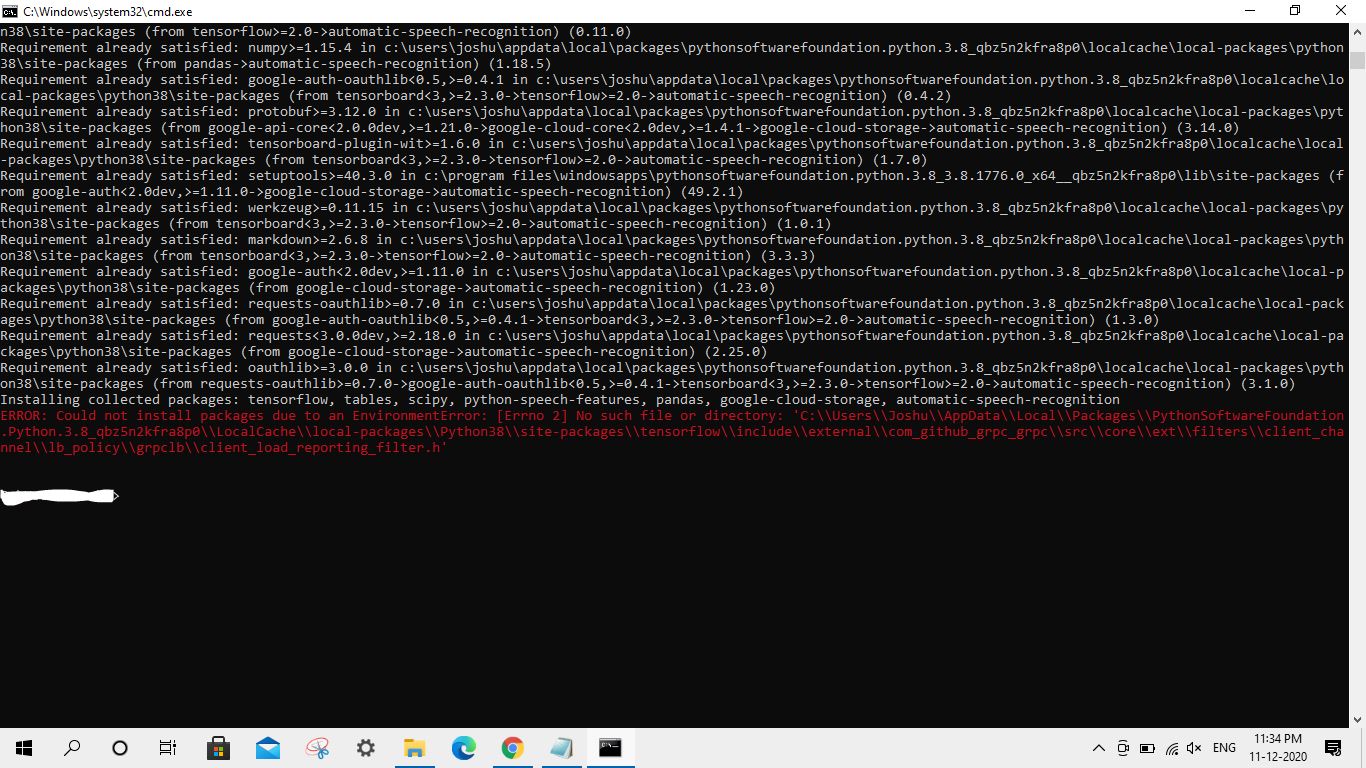 C:\Windows\system32\cmd.exe
n38\site-packages (from tensorflow>=2.0->automatic-speech-recognition) (0.11.0)
Requirement already satisfied: numpy>=1.15.4 in c:\users\joshu\appdata\local\packages\pythonsoftwarefoundation.python.3.8_qbz5n2kfra8p0\localcache\local-packages\python
38\site-packages (from pandas->automatic-speech-recognition) (1.18.5)
Requirement already satisfied: google-auth-oauthlib<0.5,>=0.4.1 in c:\users\joshu\appdata\local\packages\pythonsoftwarefoundation.python.3.8_qbz5n2kfra8p0\localcache\lo
cal-packages\python38\site-packages (from tensorboard<3,>=2.3.0->tensorflow>=2.0->automatic-speech-recognition) (0.4.2)
Requirement already satisfied: protobuf>=3.12.0 in c:\users\joshu\appdata\local\packages\pythonsoftwarefoundation.python.3.8_qbz5n2kfra8p0\localcache\local-packages\pyt
hon38\site-packages (from google-api-core<2.0.0dev,>=1.21.0->google-cloud-core<2.0dev,>=1.4.1->google-cloud-storage->automatic-speech-recognition) (3.14.0)
Requirement already satisfied: tensorboard-plugin-wit>=1.6.0 in c:\users\joshu\appdata\local\packages\pythonsoftwarefoundation.python.3.8_qbz5n2kfra8p0\localcache\local
-packages\python38\site-packages (from tensorboard<3,>=2.3.0->tensorflow>=2.0->automatic-speech-recognition) (1.7.0)
Requirement already satisfied: setuptools>=40.3.0 in c:\program files\windowsapps\pythonsoftwarefoundation.python.3.8_3.8.1776.0_x64__qbz5n2kfra8p0\lib\site-packages (f
rom google-auth<2.0dev,>=1.11.0->google-cloud-storage->automatic-speech-recognition) (49.2.1)
Requirement already satisfied: werkzeug>=0.11.15 in c:\users\joshu\appdata\local\packages\pythonsoftwarefoundation.python.3.8_qbz5n2kfra8p0\localcache\local-packages\py
thon38\site-packages (from tensorboard<3,>=2.3.0->tensorflow>=2.0->automatic-speech-recognition) (1.0.1)
Requirement already satisfied: markdown>=2.6.8 in c:\users\joshu\appdata\local\packages\pythonsoftwarefoundation.python.3.8_qbz5n2kfra8p0\localcache\local-packages\pyth
on38\site-packages (from tensorboard<3,>=2.3.0->tensorflow>=2.0->automatic-speech-recognition) (3.3.3)
Requirement already satisfied: google-auth<2.0dev,>=1.11.0 in c:\users\joshu\appdata\local\packages\pythonsoftwarefoundation.python.3.8_qbz5n2kfra8p0\localcache\local-p
ackages\python38\site-packages (from google-cloud-storage->automatic-speech-recognition) (1.23.0)
Requirement already satisfied: requests-oauthlib>=0.7.0 in c:\users\joshu\appdata\local\packages\pythonsoftwarefoundation.python.3.8_qbz5n2kfra8p0\localcache\local-pack
ages\python38\site-packages (from google-auth-oauthlib<0.5,>=0.4.1->tensorboard<3,>=2.3.0->tensorflow>=2.0->automatic-speech-recognition) (1.3.0)
Requirement already satisfied: requests<3.0.0dev,>=2.18.0 in c:\users\joshu\appdata\local\packages\pythonsoftwarefoundation.python.3.8_qbz5n2kfra8p0\localcache\local-pa
ckages\python38\site-packages (from google-cloud-storage->automatic-speech-recognition) (2.25.0)
Requirement already satisfied: oauthlib>=3.0.0 in c:\users\joshu\appdata\local\packages\pythonsoftwarefoundation.python.3.8_qbz5n2kfra8p0\localcache\local-packages\pyth
on38\site-packages (from requests-oauthlib>=0.7.0->google-auth-oauthlib<0.5,>=0.4.1->tensorboard<3,>=2.3.0->tensorflow>=2.0->automatic-speech-recognition) (3.1.0)
Installing collected packages: tensorflow, tables, scipy, python-speech-features, pandas, google-cloud-storage, automatic-speech-recognition
ERROR: Could not install packages due to an EnvironmentError: [Errno 2] No such file or directory: 'C:\\Users\\Joshu\\AppData\\Local\\Packages\\PythonSoftwareFoundation
.Python.3.8_qbz5n2kfra8p0\\LocalCache\\local-packages\\Python38\\site-packages\\tensorflow\\include\\external\\com_github_grpc_grpc\\src\\core\\ext\\filters\\client_cha
nnel\\lb_policy\\grpclb\\client_load_reporting_filter.h'
>
ENG
11:34 PM
11-12-2020